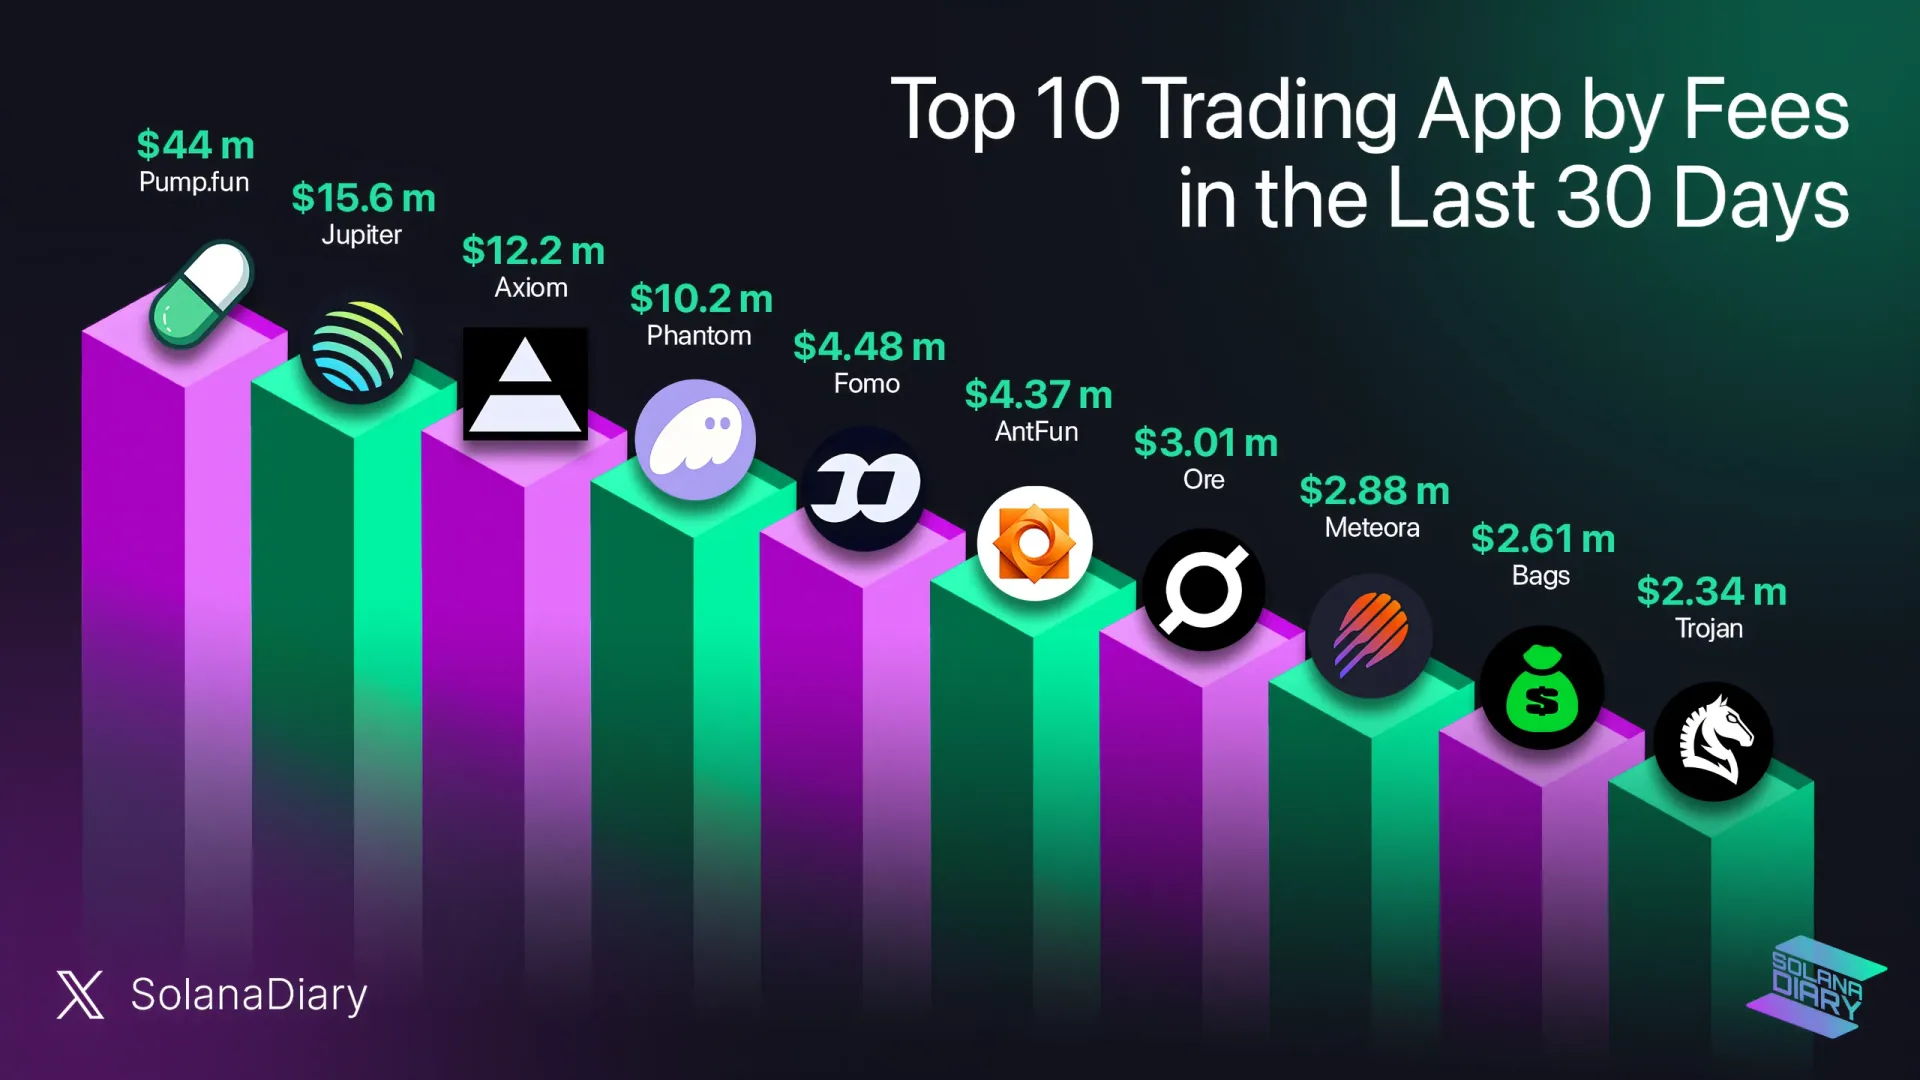 Top 10 Trading App by Fees
in the Last 30 Days
$44 m
Pump.fun
$15.6 m
Jupiter
$12.2 m
Axiom
$10.2 m
Phantom
$4.48 m
Fomo
$4.37 m
AntFun
$3.01 m
Ore
$2.88 m
Meteora
$2.61 m
Bags
$2.34 m
Trojan
$
X SolanaDiary
SOLANA
DIARY